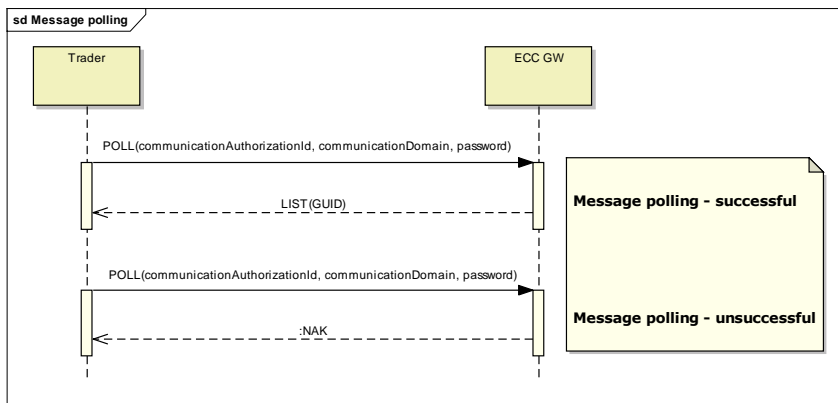 sd Message polling
Trader
ECC GW
POLL(communicationAuthorizationId, communicationDomain, password)
LIST(GUID)
Message polling - successful
POLL(communicationAuthorizationId, communicationDomain, password)
:NAK
Message polling - unsuccessful